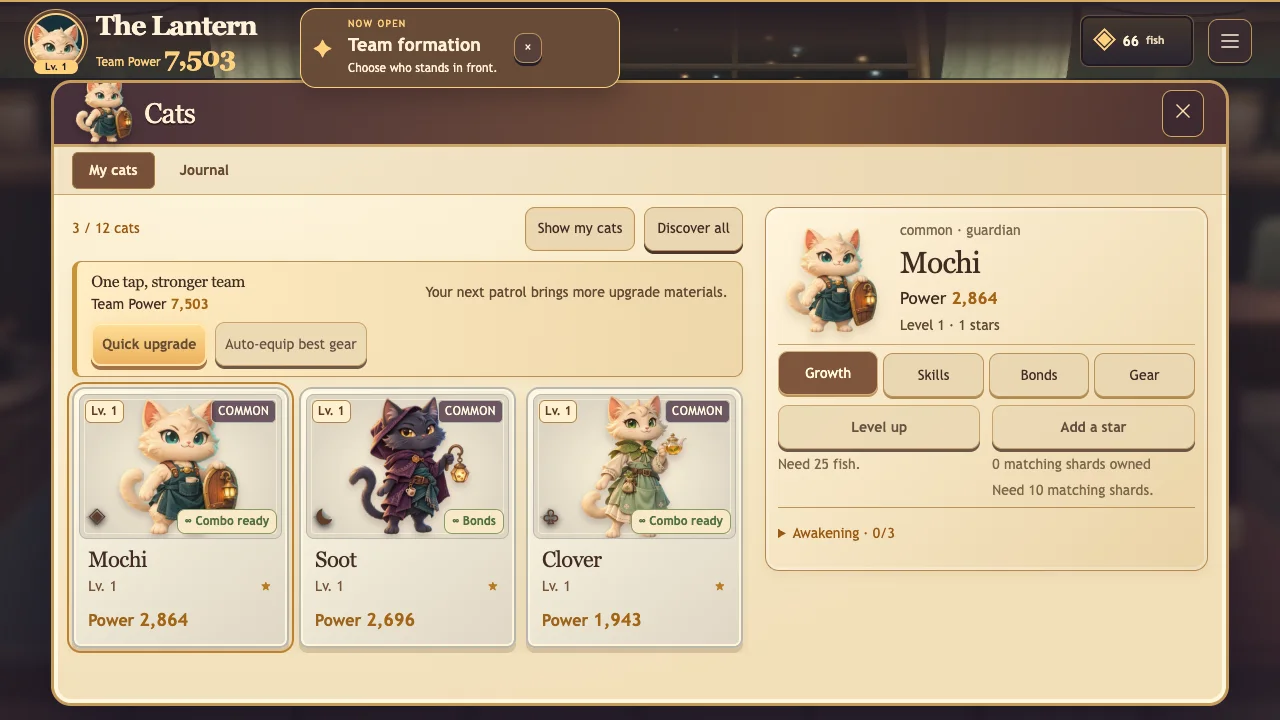 The Lantern
Team Power 7,503
Lv. 1
NOW OPEN
Team formation
Choose who stands in front.
66 fish
Cats
My cats
Journal
3 / 12 cats
Show my cats
Discover all
One tap, stronger team
Team Power 7,503
Your next patrol brings more upgrade materials.
Quick upgrade
Auto-equip best gear
Lv. 1
COMMON
∞ Combo ready
Mochi
Lv. 1
Power 2,864
Lv. 1
COMMON
∞ Bonds
Soot
Lv. 1
Power 2,696
Lv. 1
COMMON
∞ Combo ready
Clover
Lv. 1
Power 1,943
common · guardian
Mochi
Power 2,864
Level 1 · 1 stars
Growth
Skills
Bonds
Gear
Level up
Add a star
Need 25 fish.
0 matching shards owned
Need 10 matching shards.
Awakening · 0/3